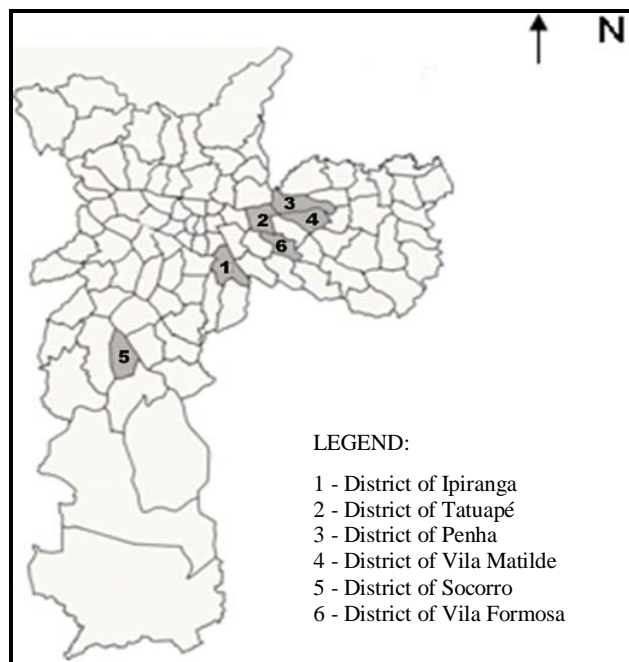 N
3
2
4
6
1
5
LEGEND:
1 - District of Ipiranga
2 - District of Tatuapé
3 - District of Penha
4 - District of Vila Matilde
5 - District of Socorro
6 - District of Vila Formosa